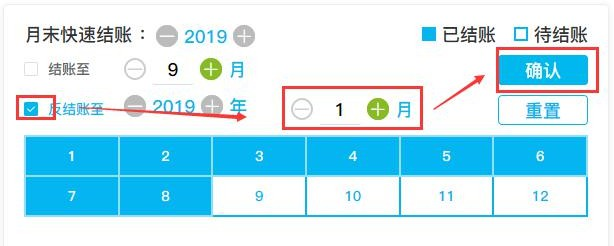 月末快速结账： 2019 已结账 待结账
结账至 9 月 确认
反结账至 2019 年 1 月 重置
1 2 3 4 5 6
7 8 9 10 11 12